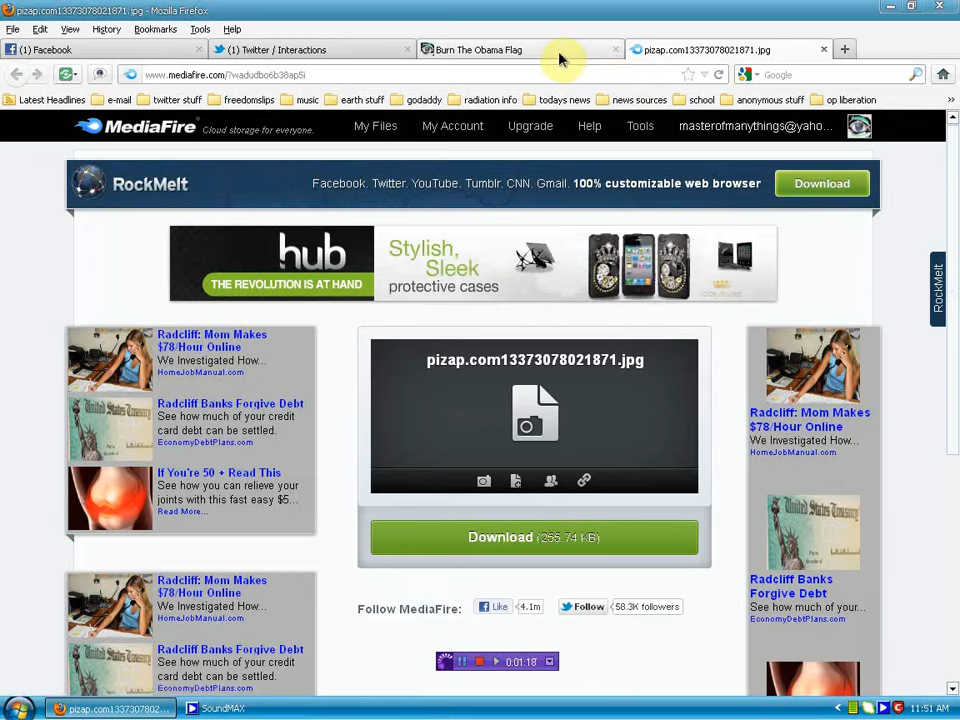 pizap.com13373078021871.jpg - Mozilla Firefox
File Edit View History Bookmarks Tools Help
(1) Facebook
(1) Twitter / Interactions
Burn The Obama Flag
pizap.com13373078021871.jpg
www.mediafire.com/?wadudbo6b38ap5i
Google
Latest Headlines e-mail twitter stuff freedomslips music earth stuff godaddy radiation info todays news news sources school anonymous stuff op liberation
MediaFire Cloud storage for everyone. My Files My Account Upgrade Help Tools masterofmanythings@yaho...
RockMelt Facebook. Twitter. YouTube. Tumblr. CNN. Gmail. 100% customizable web browser Download
hub
THE REVOLUTION IS AT HAND
Stylish,
Sleek
protective cases
RockMelt
Radcliff: Mom Makes
$78/Hour Online
We Investigated How...
HomeJobManual.com
Radcliff Banks Forgive Debt
See how much of your credit
card debt can be settled.
EconomyDebtPlans.com
If You're 50 + Read This
See how you can relieve your
joints with this fast easy $5...
Read More...
Radcliff: Mom Makes
$78/Hour Online
We Investigated How...
HomeJobManual.com
Radcliff Banks Forgive Debt
See how much of your credit
card debt can be settled.
EconomyDebtPlans.com
pizap.com13373078021871.jpg
Download (255.74 KB)
Follow MediaFire: Like 4.1m Follow 58.3K followers
0:01:18
Radcliff: Mom Makes
$78/Hour Online
We Investigated How...
HomeJobManual.com
Radcliff Banks
Forgive Debt
See how much of your...
EconomyDebtPlans.com
pizap.com1337307802... SoundMAX 11:51 AM